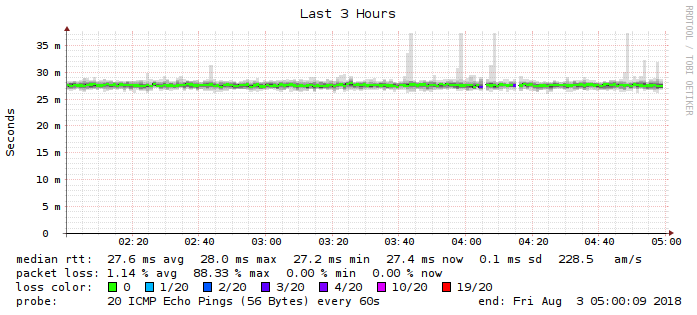 Last 3 Hours
RRDTOOL / TOBI OETIKER
Seconds
35 m
30 m
25 m
20 m
15 m
10 m
5 m
0
02:20 02:40 03:00 03:20 03:40 04:00 04:20 04:40 05:00
median rtt: 27.6 ms avg 28.0 ms max 27.2 ms min 27.4 ms now 0.1 ms sd 228.5 am/s
packet loss: 1.14 % avg 88.33 % max 0.00 % min 0.00 % now
loss color: 0 1/20 2/20 3/20 4/20 10/20 19/20
probe: 20 ICMP Echo Pings (56 Bytes) every 60s end: Fri Aug 3 05:00:09 2018